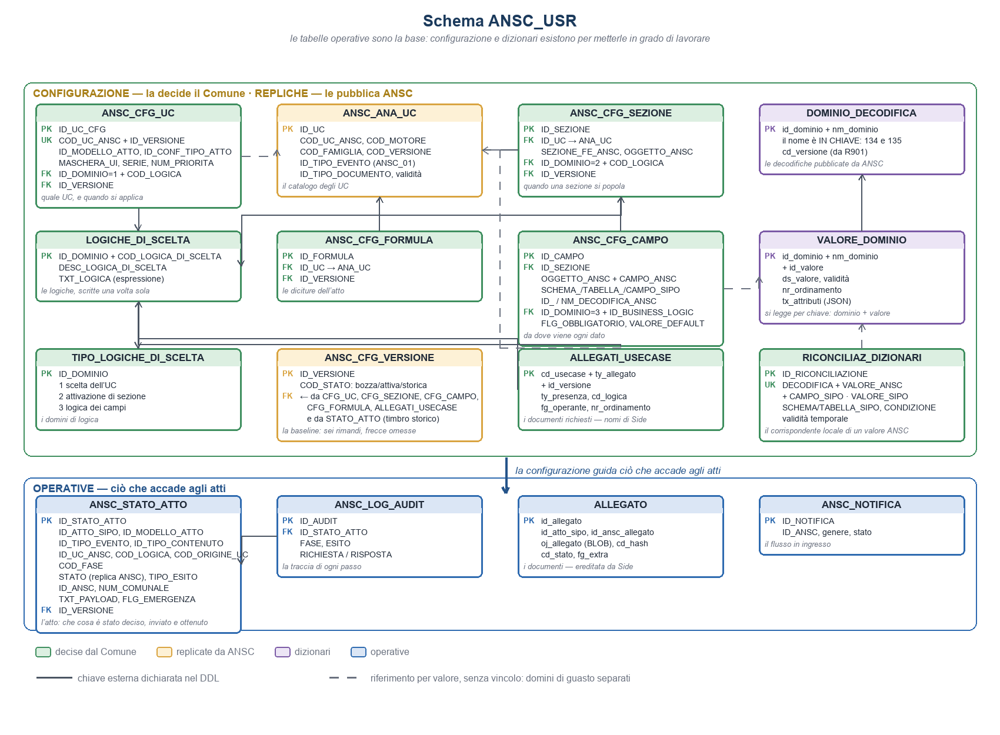 Schema ANSC_USR
le tabelle operative sono la base: configurazione e dizionari esistono per metterle in grado di lavorare
CONFIGURAZIONE — la decide il Comune · REPLICHE — le pubblica ANSC
ANSC_CFG_UC
PK ID_UC_CFG
UK COD_UC_ANSC + ID_VERSIONE
ID_MODELLO_ATTO, ID_CONF_TIPO_ATTO
MASCHERA_UI, SERIE, NUM_PRIORITA
FK ID_DOMINIO=1 + COD_LOGICA
FK ID_VERSIONE
quale UC, e quando si applica
ANSC_ANA_UC
PK ID_UC
COD_UC_ANSC, COD_MOTORE
COD_FAMIGLIA, COD_VERSIONE
ID_TIPO_EVENTO (ANSC_01)
ID_TIPO_DOCUMENTO, validità
il catalogo degli UC
ANSC_CFG_SEZIONE
PK ID_SEZIONE
FK ID_UC → ANA_UC
SEZIONE_FE_ANSC, OGGETTO_ANSC
FK ID_DOMINIO=2 + COD_LOGICA
FK ID_VERSIONE
quando una sezione si popola
DOMINIO_DECODIFICA
PK id_dominio + nm_dominio
il nome è IN CHIAVE: 134 e 135
cd_versione (da R901)
le decodifiche pubblicate da ANSC
LOGICHE_DI_SCELTA
PK ID_DOMINIO + COD_LOGICA_DI_SCELTA
DESC_LOGICA_DI_SCELTA
TXT_LOGICA (espressione)
le logiche, scritte una volta sola
ANSC_CFG_FORMULA
PK ID_FORMULA
FK ID_UC → ANA_UC
FK ID_VERSIONE
le diciture dell'atto
ANSC_CFG_CAMPO
PK ID_CAMPO
FK ID_SEZIONE
OGGETTO_ANSC + CAMPO_ANSC
SCHEMA_/TABELLA_/CAMPO_SIPO
ID_ / NM_DECODIFICA_ANSC
FK ID_DOMINIO=3 + ID_BUSINESS_LOGIC
FLG_OBBLIGATORIO, VALORE_DEFAULT
da dove viene ogni dato
VALORE_DOMINIO
PK id_dominio + nm_dominio
+ id_valore
ds_valore, validità
nr_ordinamento
tx_attributi (JSON)
si legge per chiave: dominio + valore
TIPO_LOGICHE_DI_SCELTA
PK ID_DOMINIO
1 scelta dell'UC
2 attivazione di sezione
3 logica dei campi
i domini di logica
ANSC_CFG_VERSIONE
PK ID_VERSIONE
COD_STATO: bozza/attiva/storica
FK ← da CFG_UC, CFG_SEZIONE, CFG_CAMPO,
CFG_FORMULA, ALLEGATI_USECASE
e da STATO_ATTO (timbro storico)
la baseline: sei rimandi, frecce omesse
ALLEGATI_USECASE
PK cd_usecase + ty_allegato
+ id_versione
ty_presenza, cd_logica
fg_operante, nr_ordinamento
i documenti richiesti — nomi di Side
RICONCILIAZ_DIZIONARI
PK ID_RICONCILIAZIONE
UK DECODIFICA + VALORE_ANSC
+ CAMPO_SIPO · VALORE_SIPO
SCHEMA/TABELLA_SIPO, CONDIZIONE
validità temporale
il corrispondente locale di un valore ANSC
la configurazione guida ciò che accade agli atti
OPERATIVE — ciò che accade agli atti
ANSC_STATO_ATTO
PK ID_STATO_ATTO
ID_ATTO_SIPO, ID_MODELLO_ATTO
ID_TIPO_EVENTO, ID_TIPO_CONTENUTO
ID_UC_ANSC, COD_LOGICA, COD_ORIGINE_UC
COD_FASE
STATO (replica ANSC), TIPO_ESITO
ID_ANSC, NUM_COMUNALE
TXT_PAYLOAD, FLG_EMERGENZA
FK ID_VERSIONE
l'atto: che cosa è stato deciso, inviato e ottenuto
ANSC_LOG_AUDIT
PK ID_AUDIT
FK ID_STATO_ATTO
FASE, ESITO
RICHIESTA / RISPOSTA
la traccia di ogni passo
ALLEGATO
PK id_allegato
id_atto_sipo, id_ansc_allegato
oj_allegato (BLOB), cd_hash
cd_stato, fg_extra
i documenti — ereditata da Side
ANSC_NOTIFICA
PK ID_NOTIFICA
ID_ANSC, genere, stato
il flusso in ingresso
decise dal Comune
replicate da ANSC
dizionari
operative
chiave esterna dichiarata nel DDL
riferimento per valore, senza vincolo: domini di guasto separati